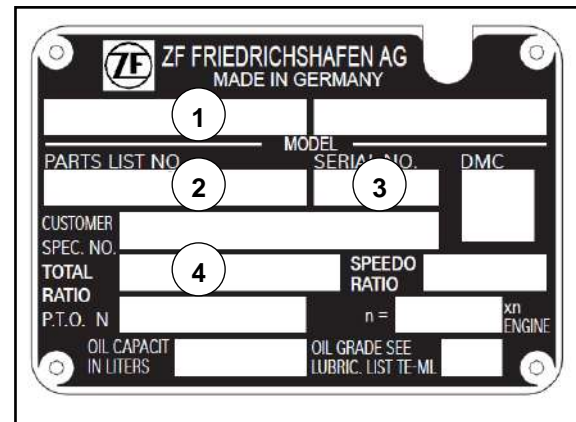 ZF ZF FRIEDRICHSHAFEN AG
MADE IN GERMANY
1
MODEL
PARTS LIST NO. SERIAL NO. DMC
2 3
CUSTOMER
SPEC. NO.
TOTAL
RATIO
4
SPEEDO
RATIO
P.T.O. N n = xn
ENGINE
OIL CAPACIT
IN LITERS
OIL GRADE SEE
LUBRIC. LIST TE-ML